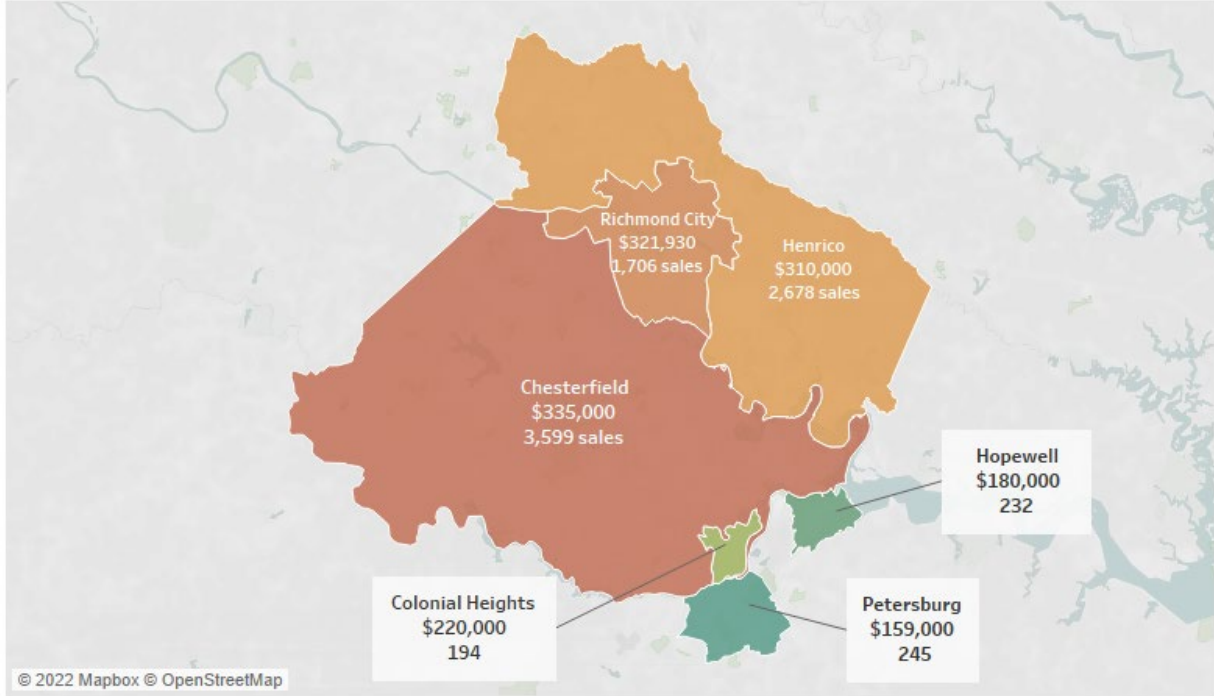 Richmond City
$321,930
1,706 sales
Henrico
$310,000
2,678 sales
Chesterfield
$335,000
3,599 sales
Hopewell
$180,000
232
Colonial Heights
$220,000
194
Petersburg
$159,000
245
© 2022 Mapbox © OpenStreetMap